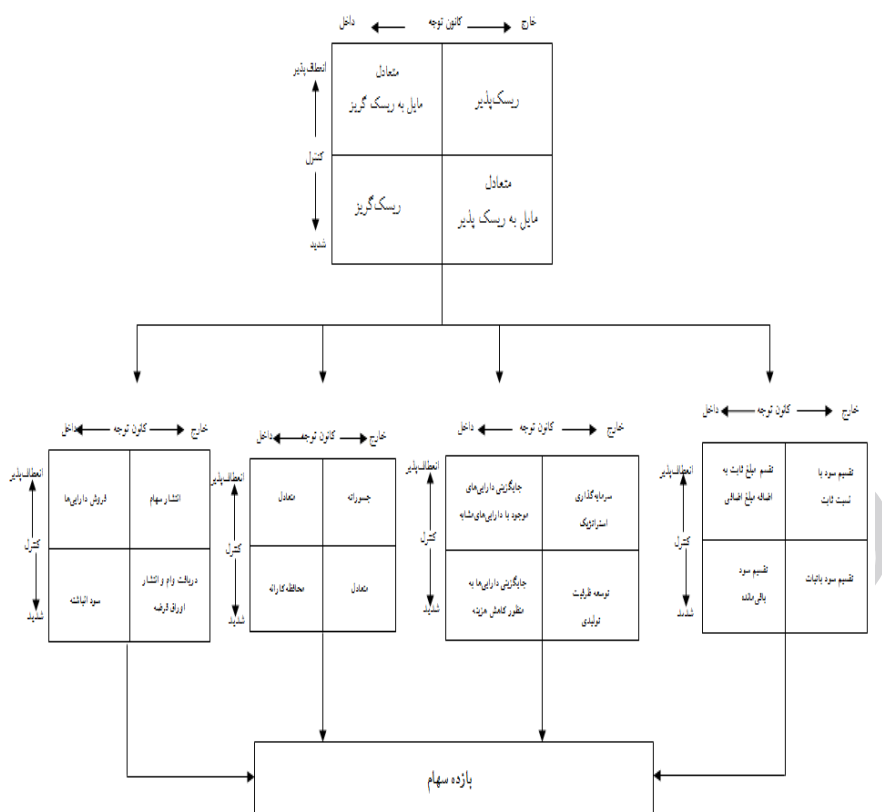 خارج کانون توجه داخل
انعطاف‌پذیر
کنترل
شدید
ریسک‌پذیر
متعادل
مایل به ریسک گریز
متعادل
مایل به ریسک پذیر
ریسک‌گریز
خارج کانون توجه داخل
انعطاف‌پذیر
کنترل
شدید
تقسیم سود با
نسبت ثابت
تقسم مبلغ ثابت به
اضافه مبلغ اضافی
تقسیم سود باثبات
تقسیم سود
باقی‌مانده
خارج کانون توجه داخل
انعطاف‌پذیر
کنترل
شدید
سرمایه‌گذاری
استراتژیک
جایگزینی دارایی‌های
موجود با دارایی‌های مشابه
توسعه ظرفیت
تولیدی
جایگزینی دارایی‌ها به
منظور کاهش هزینه
خارج کانون توجه داخل
انعطاف‌پذیر
کنترل
شدید
جسورانه
متعادل
متعادل
محافظه‌کارانه
خارج کانون توجه داخل
انعطاف‌پذیر
کنترل
شدید
انتشار سهام
فروش دارایی‌ها
دریافت وام و انتشار
اوراق قرضه
سود انباشته
بازده سهام